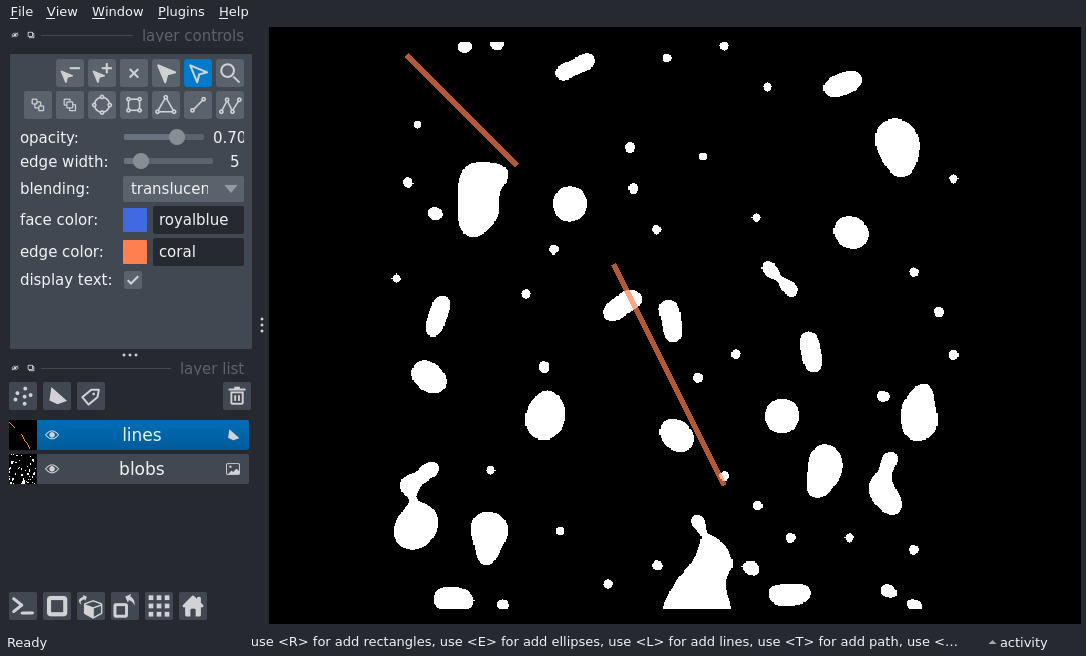 File View Window Plugins Help
layer controls
opacity: 0.70
edge width: 5
blending: translucen
face color: royalblue
edge color: coral
display text:
layer list
lines
blobs
Ready use <R> for add rectangles, use <E> for add ellipses, use <L> for add lines, use <T> for add path, use <... activity